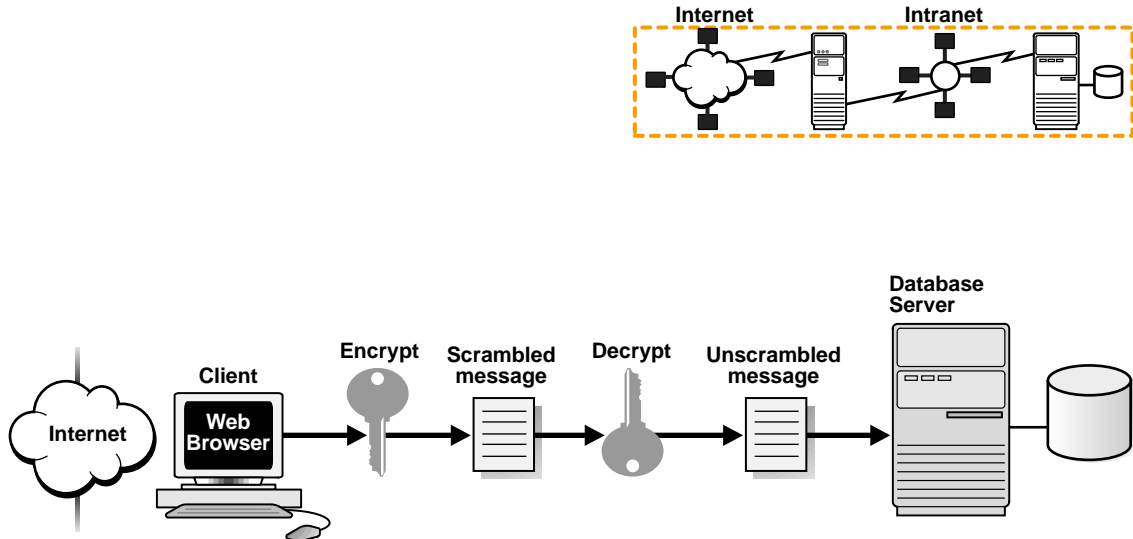 Internet
Intranet
Database
Server
Encrypt
Scrambled
message
Decrypt
Unscrambled
message
Client
Internet
Web
Browser